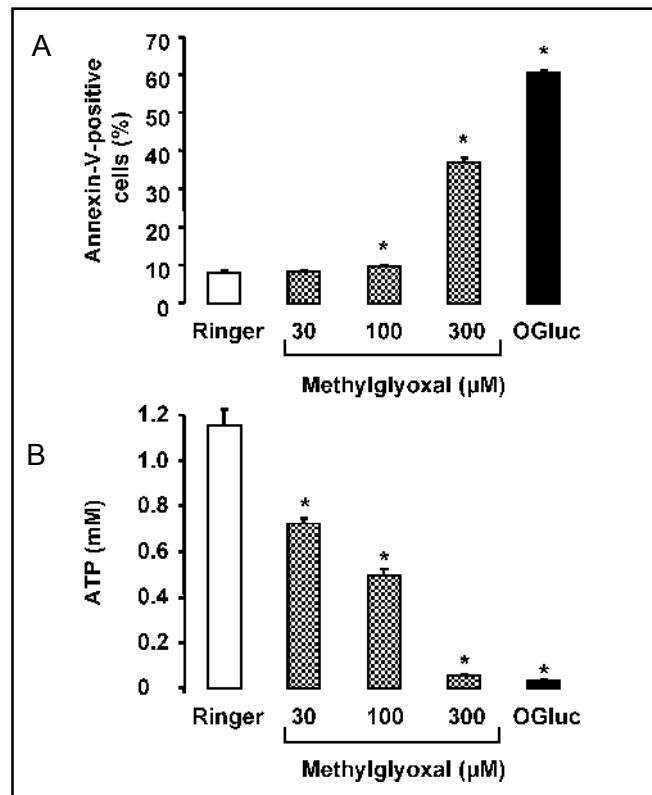 A
Annexin-V-positive
cells (%)
70
60
50
40
30
20
10
0
*
*
*
Ringer 30 100 300 OGluc
Methylglyoxal (µM)
B
ATP (mM)
1.2
1.0
0.8
0.6
0.4
0.2
0
*
*
*
*
Ringer 30 100 300 OGluc
Methylglyoxal (µM)